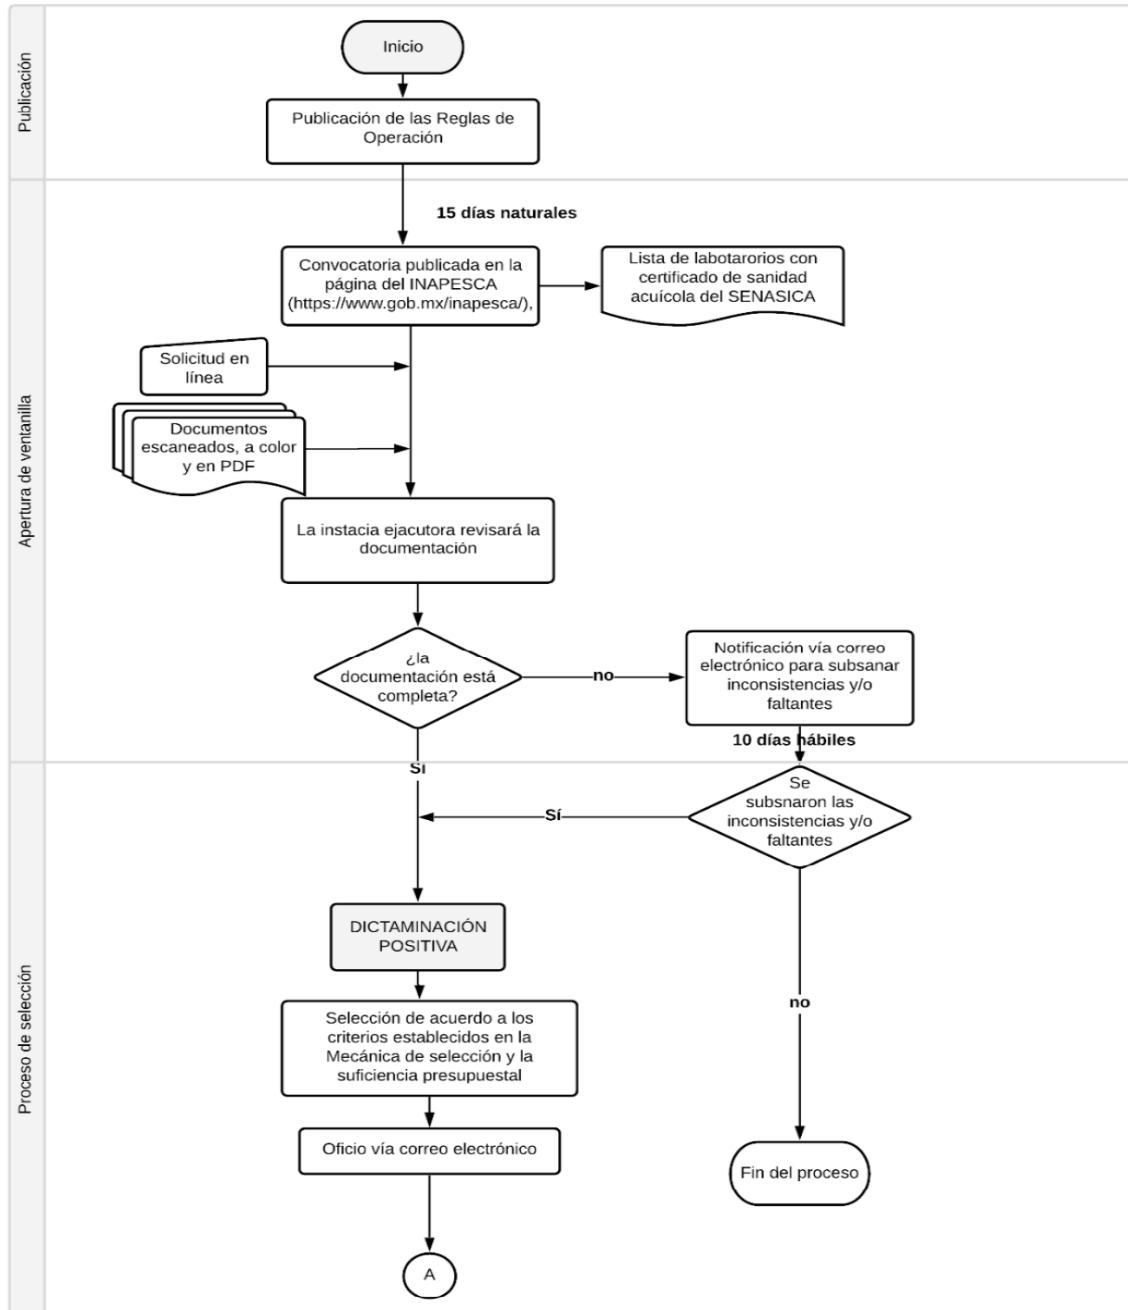 Publicación
Inicio
Publicación de las Reglas de
Operación
Apertura de ventanilla
15 días naturales
Convocatoria publicada en la
página del INAPESCA
(https://www.gob.mx/inapesca/),
Lista de labotarorios con
certificado de sanidad
acuícola del SENASICA
Solicitud en
línea
Documentos
escaneados, a color
y en PDF
La instacia ejacutora revisará la
documentación
¿la
documentación está
completa?
no
Notificación vía correo
electrónico para subsanar
inconsistencias y/o
faltantes
10 días hábiles
Sí
Proceso de selección
Se
subsnaron las
inconsistencias y/o
faltantes
Sí
DICTAMINACIÓN
POSITIVA
no
Selección de acuerdo a los
criterios establecidos en la
Mecánica de selección y la
suficiencia presupuestal
Oficio vía correo electrónico
Fin del proceso
A